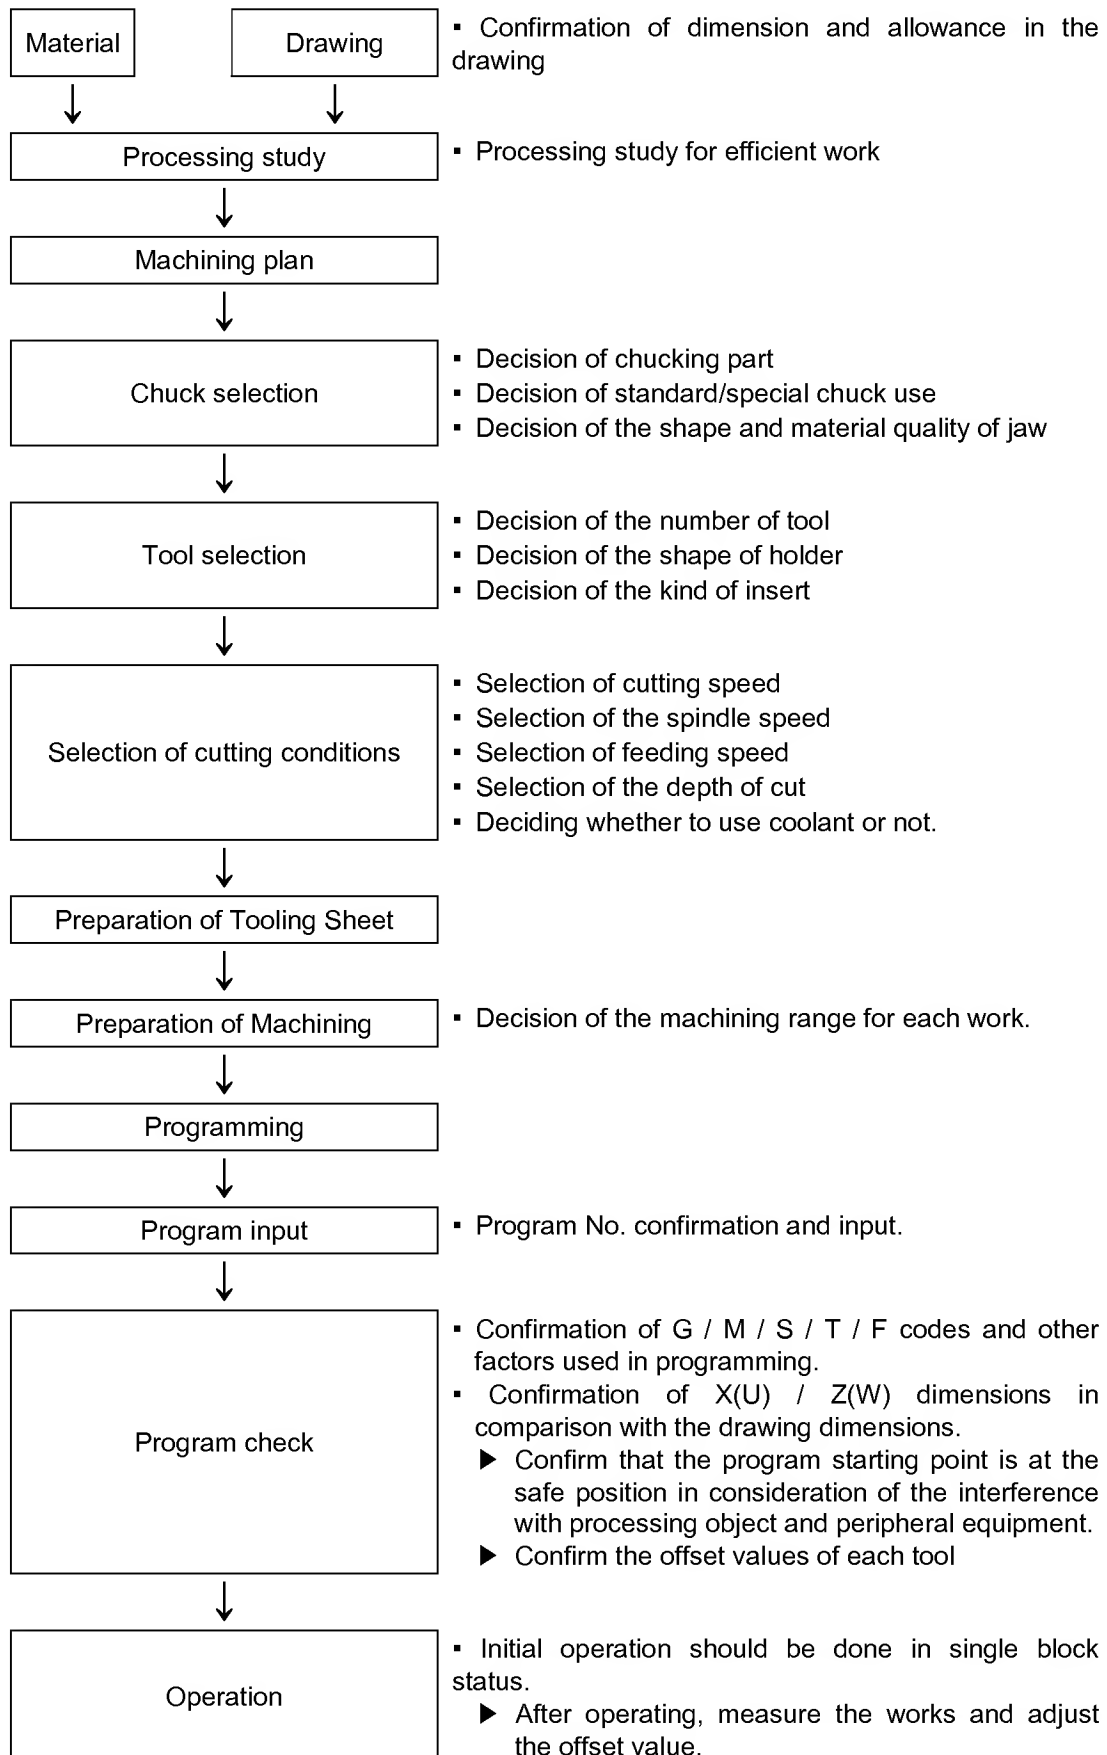 Material
Drawing
▪ Confirmation of dimension and allowance in the
drawing
Processing study
▪ Processing study for efficient work
Machining plan
Chuck selection
▪ Decision of chucking part
▪ Decision of standard/special chuck use
▪ Decision of the shape and material quality of jaw
Tool selection
▪ Decision of the number of tool
▪ Decision of the shape of holder
▪ Decision of the kind of insert
Selection of cutting conditions
▪ Selection of cutting speed
▪ Selection of the spindle speed
▪ Selection of feeding speed
▪ Selection of the depth of cut
▪ Deciding whether to use coolant or not.
Preparation of Tooling Sheet
Preparation of Machining
▪ Decision of the machining range for each work.
Programming
Program input
▪ Program No. confirmation and input.
Program check
▪ Confirmation of G / M / S / T / F codes and other
factors used in programming.
▪ Confirmation of X(U) / Z(W) dimensions in
comparison with the drawing dimensions.
▶ Confirm that the program starting point is at the
safe position in consideration of the interference
with processing object and peripheral equipment.
▶ Confirm the offset values of each tool
Operation
▪ Initial operation should be done in single block
status.
▶ After operating, measure the works and adjust
the offset value.